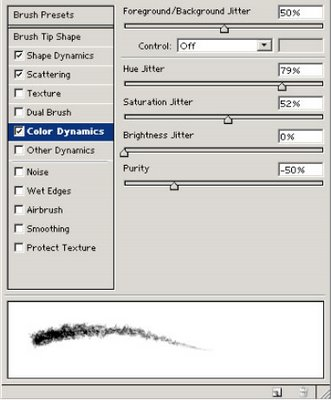 Brush Presets
Brush Tip Shape
Shape Dynamics
Scattering
Texture
Dual Brush
Color Dynamics
Other Dynamics
Noise
Wet Edges
Airbrush
Smoothing
Protect Texture
Foreground/Background Jitter 50%
Control: Off
Hue Jitter 79%
Saturation Jitter 52%
Brightness Jitter 0%
Purity -50%